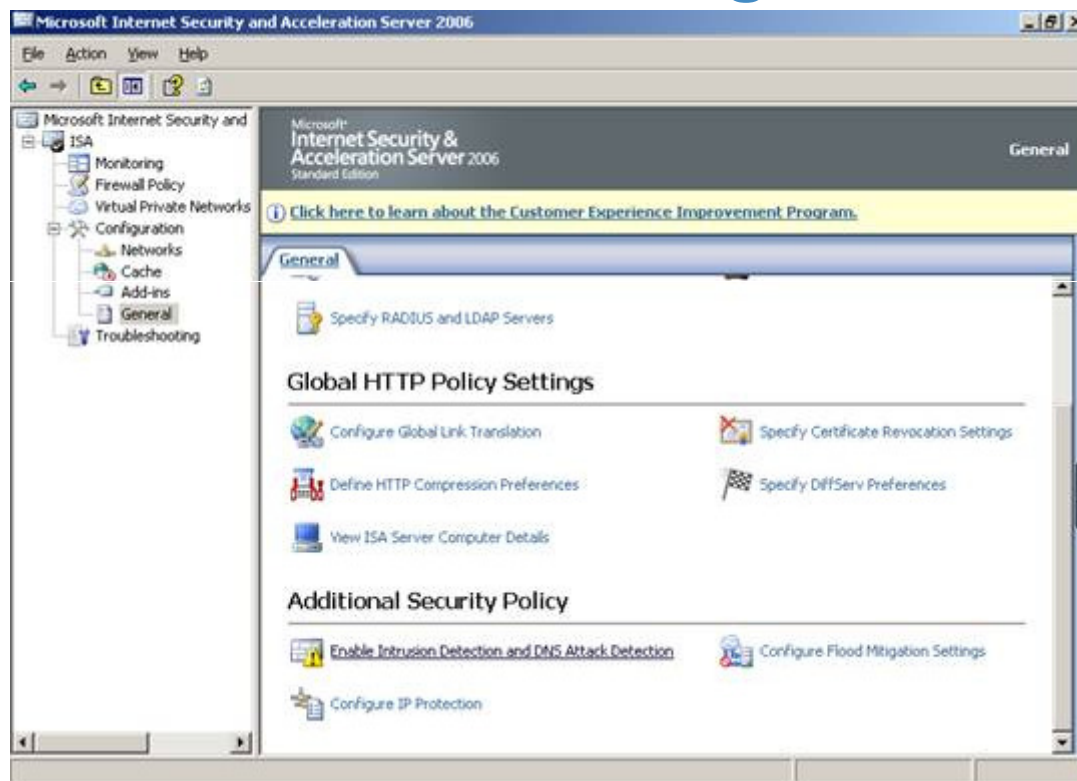 Microsoft Internet Security and Acceleration Server 2006
File Action View Help
Microsoft Internet Security and
ISA
Monitoring
Firewall Policy
Virtual Private Networks
Configuration
Networks
Cache
Add-ins
General
Troubleshooting
Microsoft
Internet Security &
Acceleration Server 2006
Standard Edition
General
Click here to learn about the Customer Experience Improvement Program.
General
Specify RADIUS and LDAP Servers
Global HTTP Policy Settings
Configure Global Link Translation
Specify Certificate Revocation Settings
Define HTTP Compression Preferences
Specify DiffServ Preferences
View ISA Server Computer Details
Additional Security Policy
Enable Intrusion Detection and DNS Attack Detection
Configure Flood Mitigation Settings
Configure IP Protection